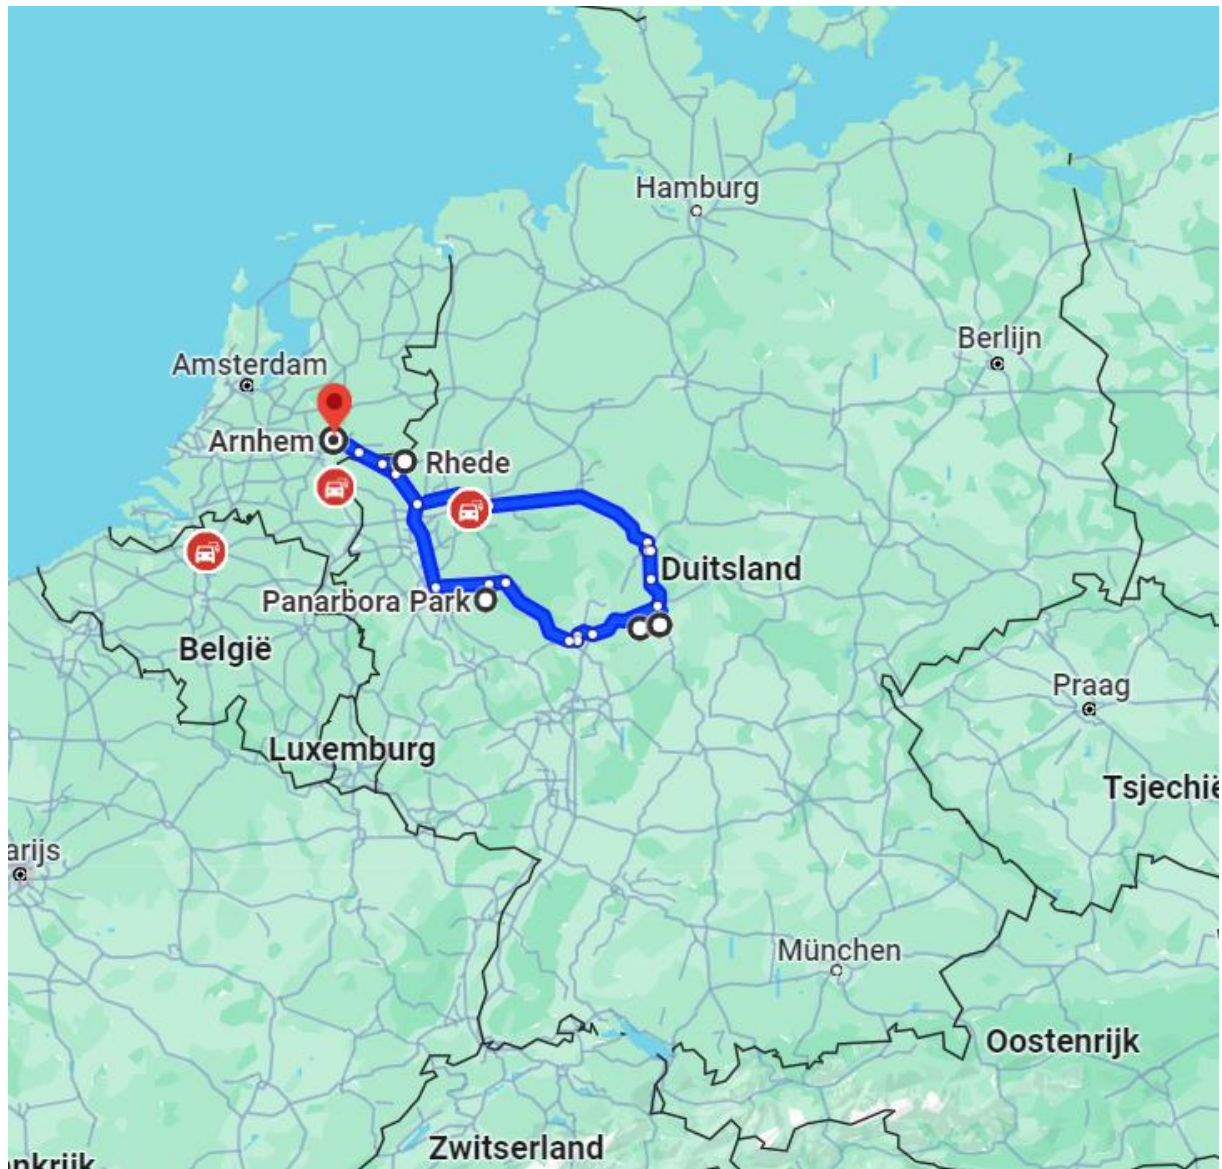 Hamburg
Berlijn
Amsterdam
Arnhem
Rhede
Duitsland
Panarbora Park
België
Praag
Luxemburg
Tsjechië
arijs
München
Oostenrijk
Zwitserland
nkrijk